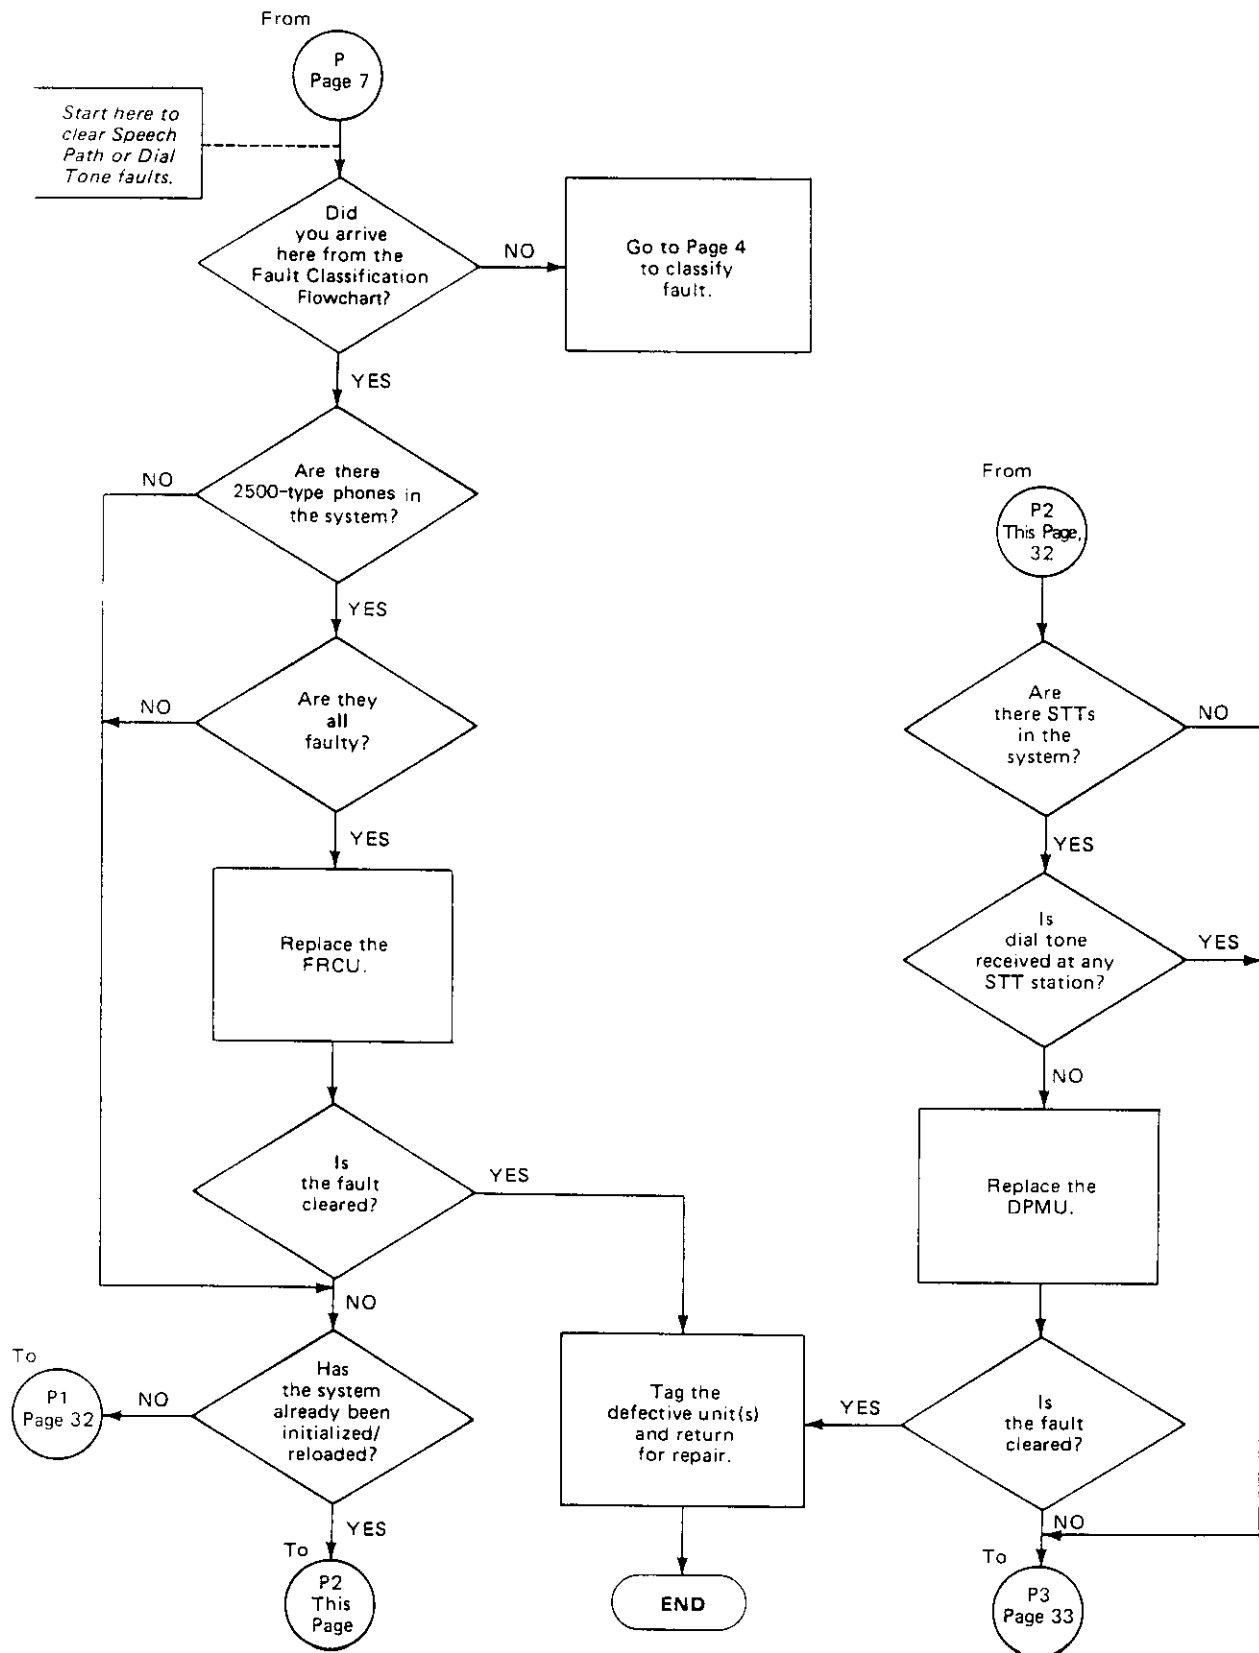 From
P
Page 7
Start here to
clear Speech
Path or Dial
Tone faults.
Did
you arrive
here from the
Fault Classification
Flowchart?
NO
Go to Page 4
to classify
fault.
YES
NO
Are there
2500-type phones in
the system?
YES
NO
Are they
all
faulty?
YES
Replace the
FRCU.
Is
the fault
cleared?
YES
NO
To
P1
Page 32
NO
Has
the system
already been
initialized/
reloaded?
YES
To
P2
This
Page
From
P2
This Page,
32
Are
there STTs
in the
system?
NO
YES
Is
dial tone
received at any
STT station?
YES
NO
Replace the
DPMU.
Tag the
defective unit(s)
and return
for repair.
YES
Is
the fault
cleared?
NO
END
To
P3
Page 33